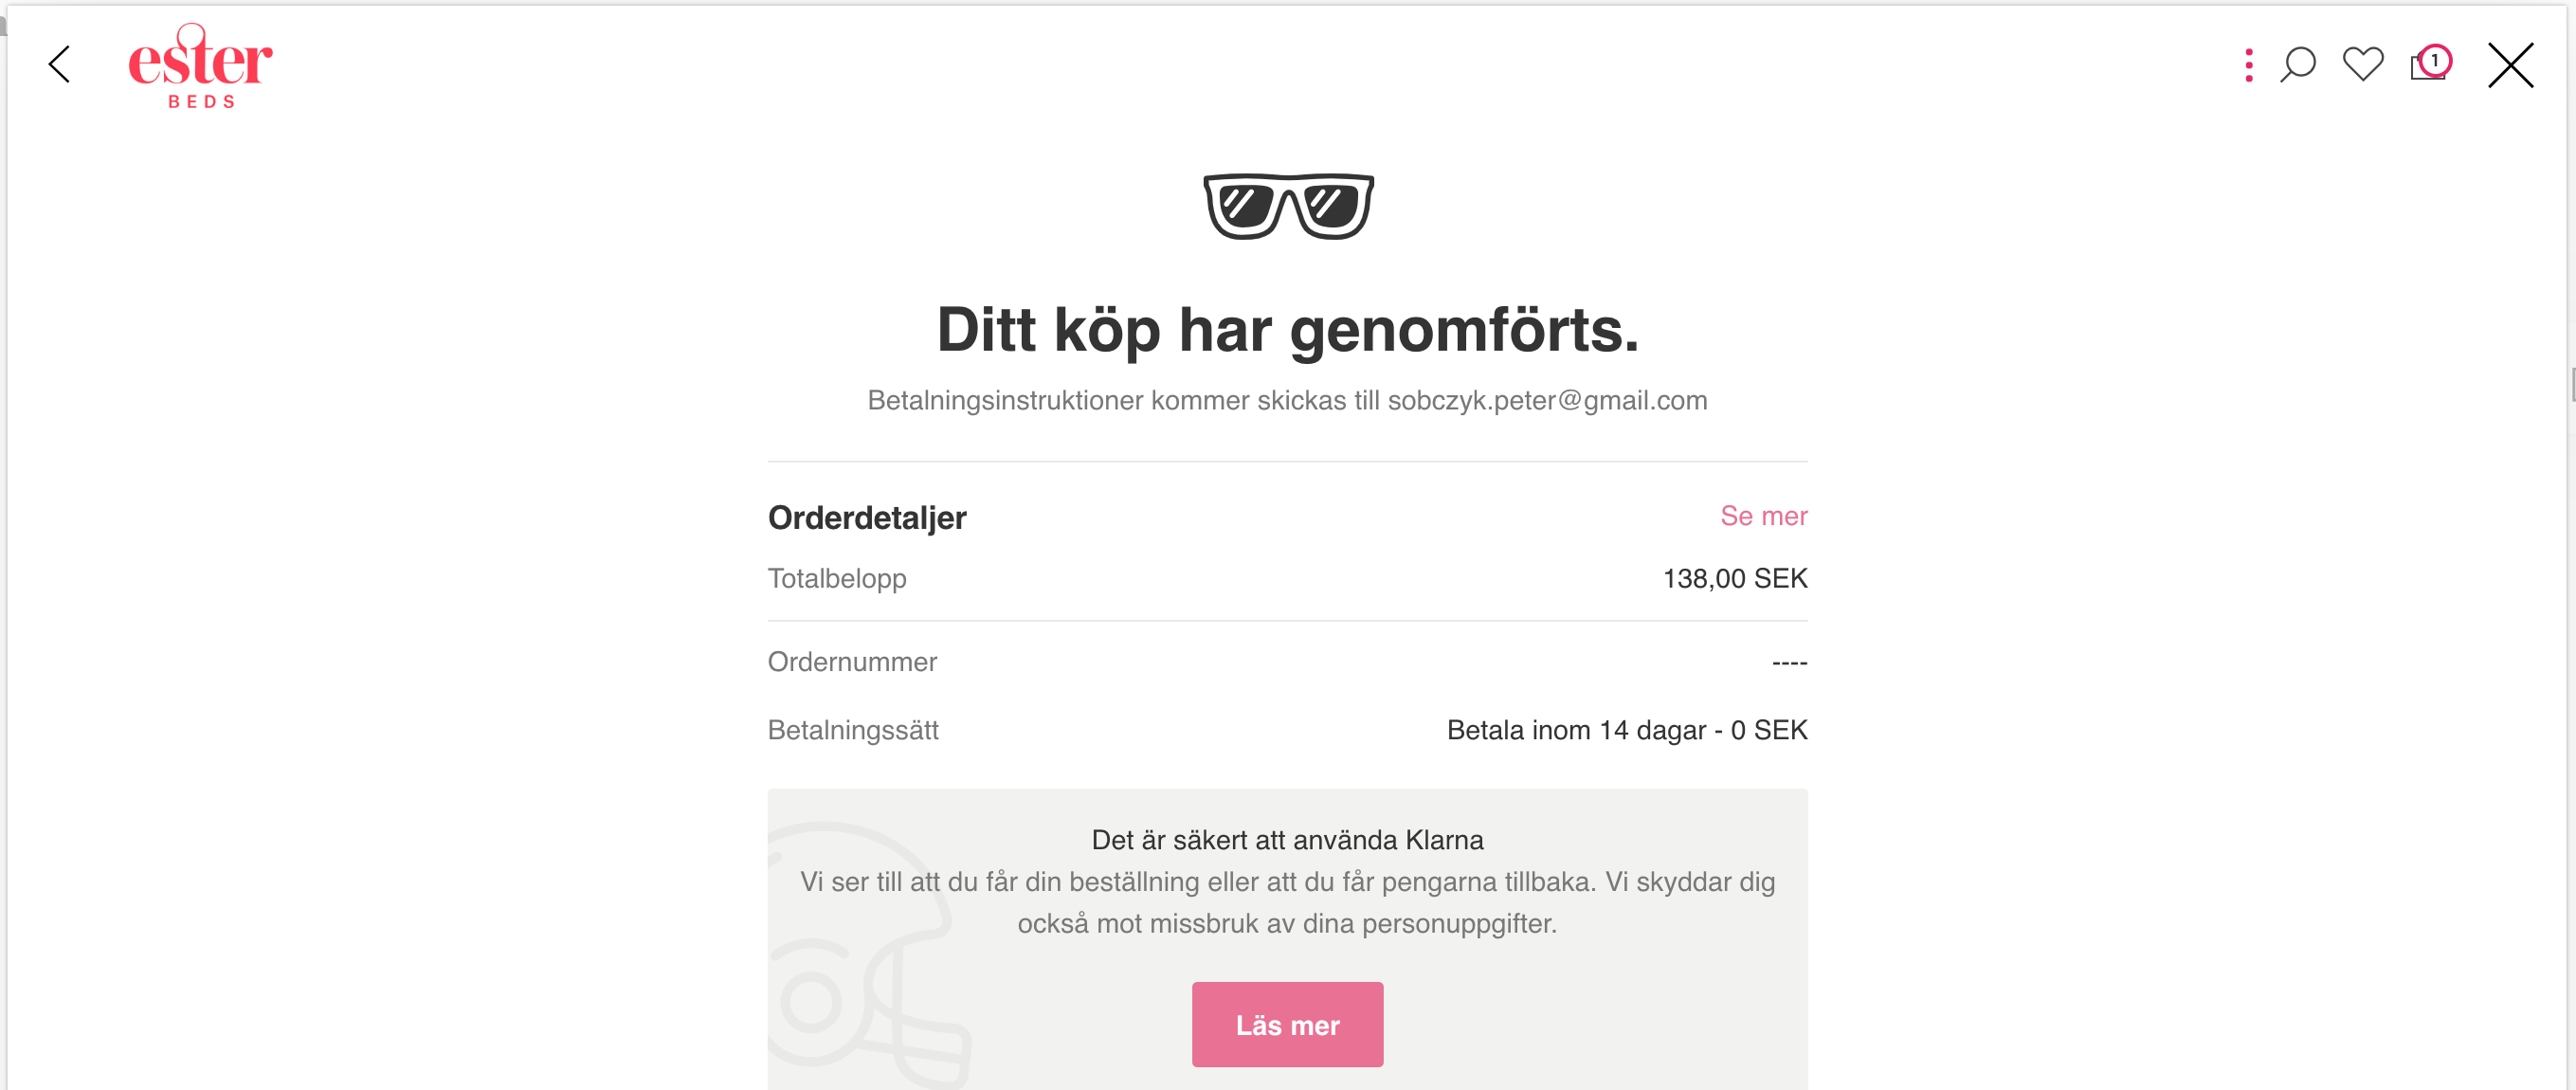 ester
BEDS
1
Ditt köp har genomförts.
Betalningsinstruktioner kommer skickas till sobczyk.peter@gmail.com
Orderdetaljer
Se mer
Totalbelopp
138,00 SEK
Ordernummer
----
Betalningssätt
Betala inom 14 dagar - 0 SEK
Det är säkert att använda Klarna
Vi ser till att du får din beställning eller att du får pengarna tillbaka. Vi skyddar dig
också mot missbruk av dina personuppgifter.
Läs mer